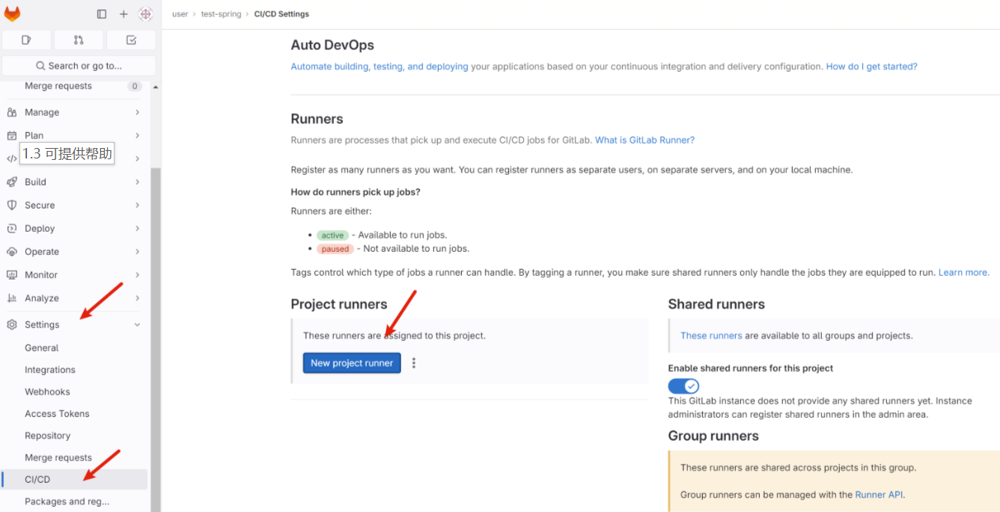 user › test-spring › CI/CD Settings
Search or go to...
Merge requests 0
Manage
Plan
1.3 可提供帮助
Build
Secure
Deploy
Operate
Monitor
Analyze
Settings
General
Integrations
Webhooks
Access Tokens
Repository
Merge requests
CI/CD
Packages and reg...
Auto DevOps
Automate building, testing, and deploying your applications based on your continuous integration and delivery configuration. How do I get started?
Runners
Runners are processes that pick up and execute CI/CD jobs for GitLab. What is GitLab Runner?
Register as many runners as you want. You can register runners as separate users, on separate servers, and on your local machine.
How do runners pick up jobs?
Runners are either:
• active - Available to run jobs.
• paused - Not available to run jobs.
Tags control which type of jobs a runner can handle. By tagging a runner, you make sure shared runners only handle the jobs they are equipped to run. Learn more.
Project runners
These runners are assigned to this project.
New project runner
Shared runners
These runners are available to all groups and projects.
Enable shared runners for this project
This GitLab instance does not provide any shared runners yet. Instance
administrators can register shared runners in the admin area.
Group runners
These runners are shared across projects in this group.
Group runners can be managed with the Runner API.